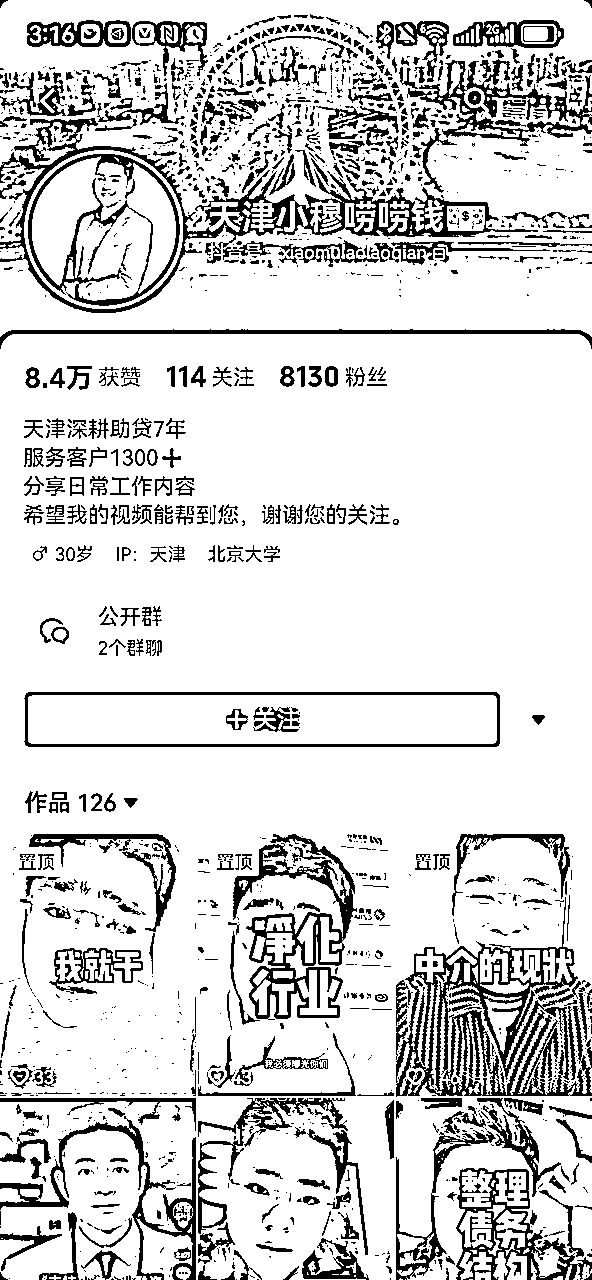 3:16
天津小穆唠唠钱
抖音号：xiaomulaolaoqian
8.4万 获赞 114 关注 8130 粉丝
天津深耕助贷7年
服务客户1300+
分享日常工作内容
希望我的视频能帮到您，谢谢您的关注。
♂ 30岁 IP：天津 北京大学
公开群
2个群聊
+ 关注
作品 126
置顶 置顶 置顶
我就干
净化
行业
中介的现状
33 43
整理
债务
结构